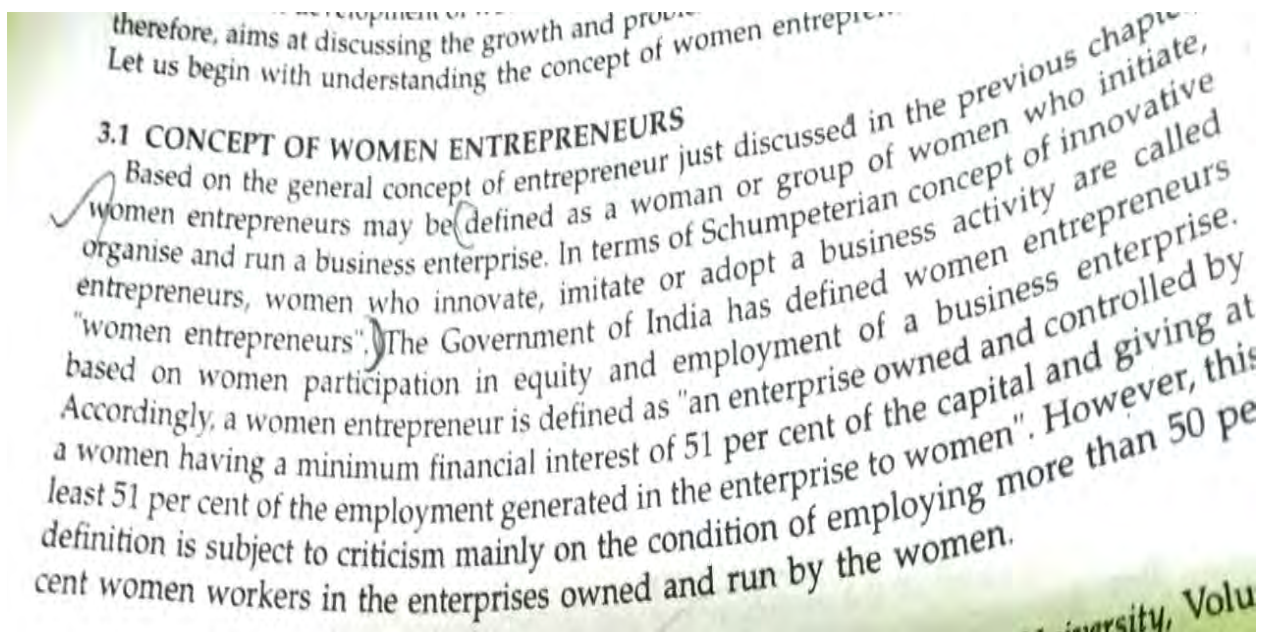 therefore, aims at discussing the growth and
Let us begin with understanding the concept of women
3.1 CONCEPT OF WOMEN ENTREPRENEURS
Based on the general concept of entrepreneur just discussed in the previous
women entrepreneurs may be defined as a woman or group of women who initiate,
organise and run a business enterprise. In terms of Schumpeterian concept of innovative
entrepreneurs, women who innovate, imitate or adopt a business activity are called
"women entrepreneurs". The Government of India has defined women entrepreneurs
based on women participation in equity and employment of a business enterprise.
Accordingly, a women entrepreneur is defined as "an enterprise owned and controlled by
a women having a minimum financial interest of 51 per cent of the capital and giving at
least 51 per cent of the employment generated in the enterprise to women". However, this
definition is subject to criticism mainly on the condition of employing more than 50 pe
cent women workers in the enterprises owned and run by the women.
Volu